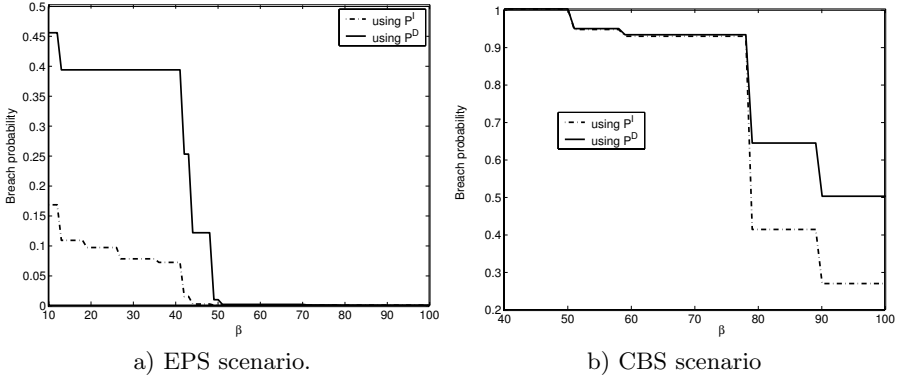 0.5
0.45
0.4
0.35
0.3
0.25
0.2
0.15
0.1
0.05
0
Breach probability
using P^I
using P^D
10 20 30 40 50 60 70 80 90 100
β
a) EPS scenario.
1
0.9
0.8
0.7
0.6
0.5
0.4
0.3
0.2
Breach probability
using P^I
using P^D
40 50 60 70 80 90 100
β
b) CBS scenario